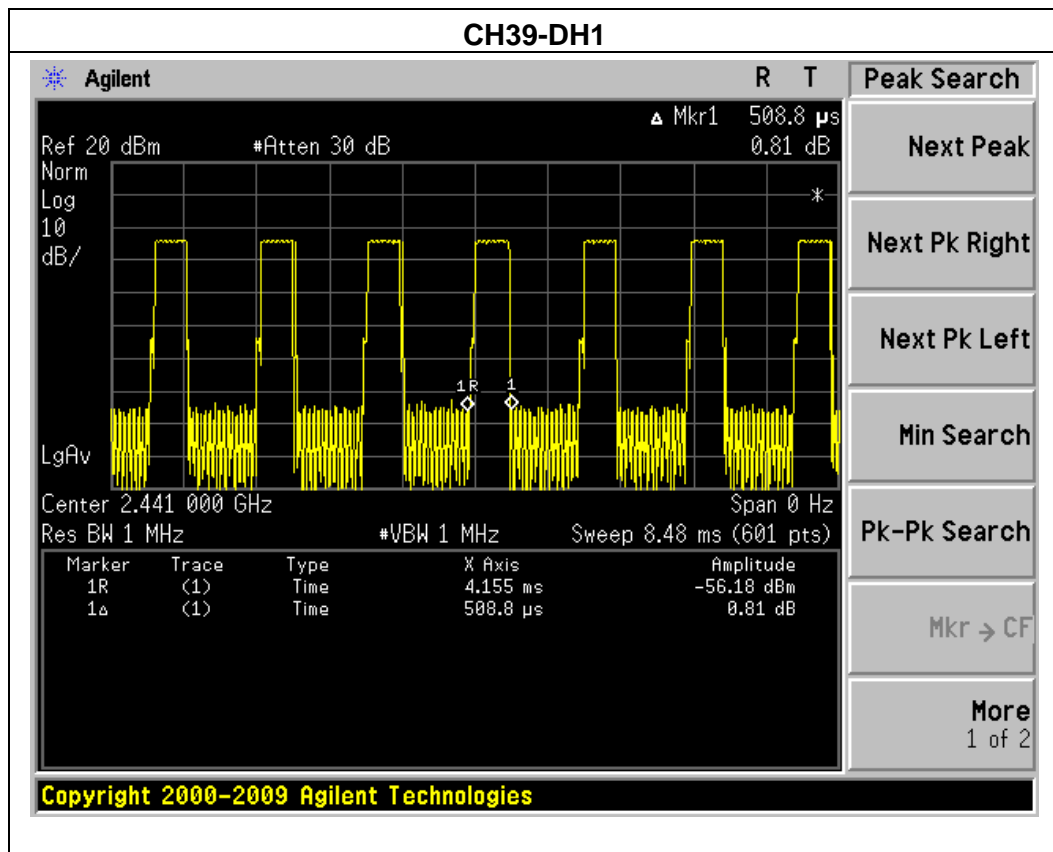 CH39-DH1
Agilent R T Peak Search
▵ Mkr1 508.8 µs
Ref 20 dBm #Atten 30 dB 0.81 dB
Norm
Log
10
dB/
*
1R 1
LgAv
Center 2.441 000 GHz Span 0 Hz
Res BW 1 MHz #VBW 1 MHz Sweep 8.48 ms (601 pts)
Marker Trace Type X Axis Amplitude
1R (1) Time 4.155 ms -56.18 dBm
1▵ (1) Time 508.8 µs 0.81 dB
Next Peak
Next Pk Right
Next Pk Left
Min Search
Pk-Pk Search
Mkr → CF
More
1 of 2
Copyright 2000-2009 Agilent Technologies